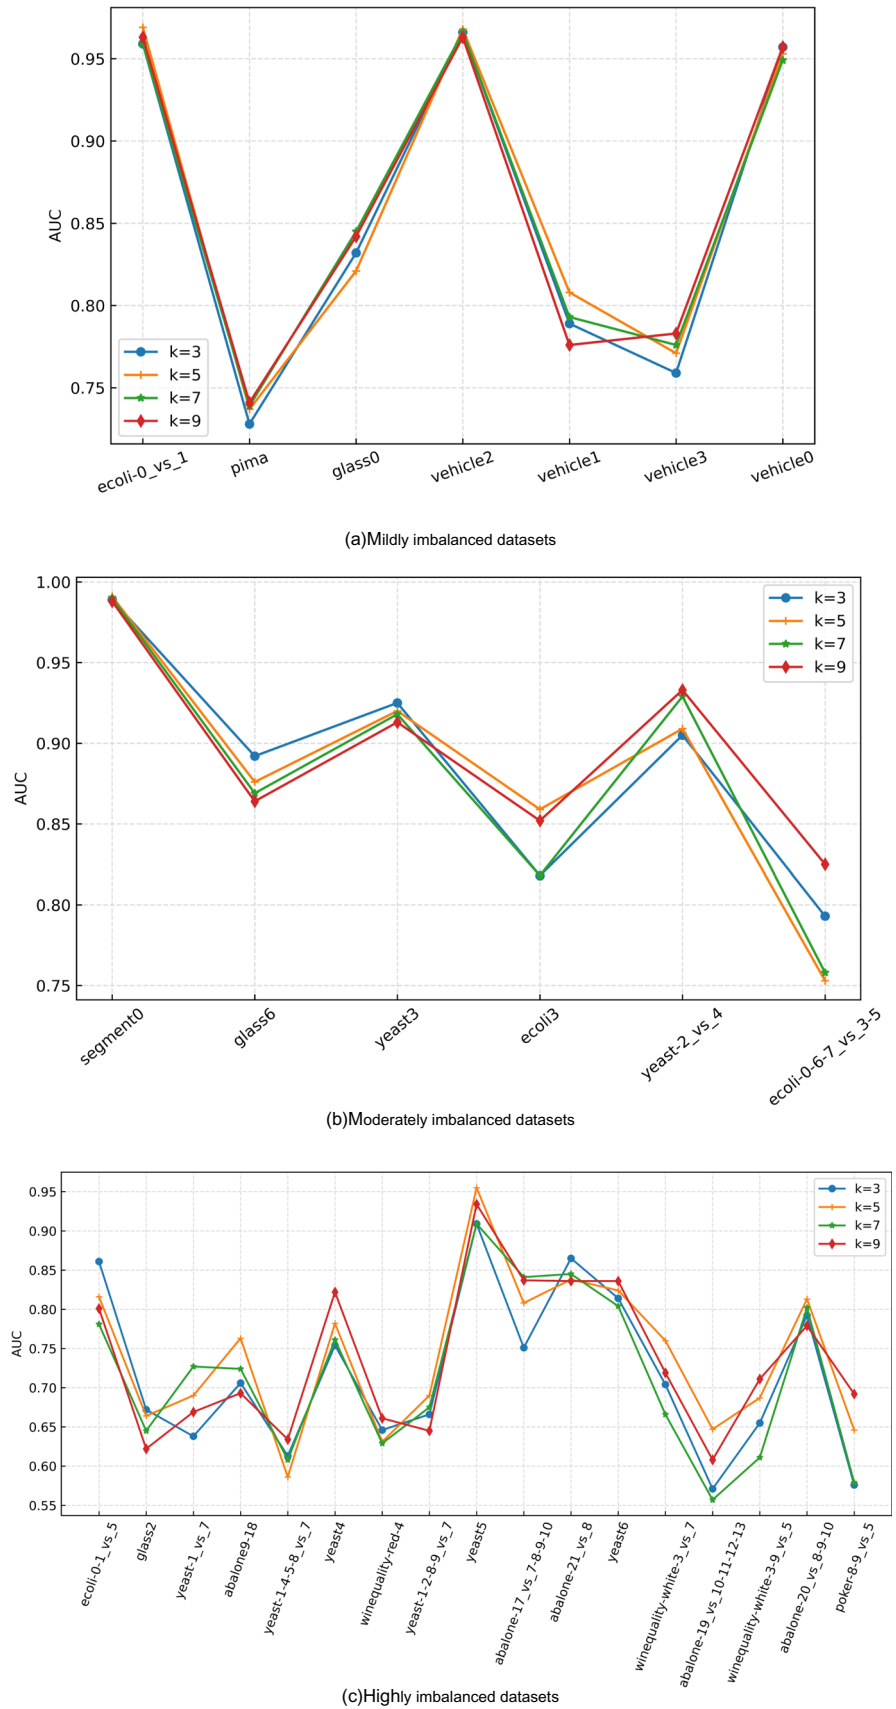 0.95
0.90
0.85
0.80
0.75
AUC
k=3
k=5
k=7
k=9
ecoli-0_vs_1
pima
glass0
vehicle2
vehicle1
vehicle3
vehicle0
(a)Mildly imbalanced datasets
1.00
0.95
0.90
0.85
0.80
0.75
AUC
k=3
k=5
k=7
k=9
segment0
glass6
yeast3
ecoli3
yeast-2_vs_4
ecoli-0-6-7_vs_3-5
(b)Moderately imbalanced datasets
0.95
0.90
0.85
0.80
0.75
0.70
0.65
0.60
0.55
AUC
k=3
k=5
k=7
k=9
ecoli-0-1_vs_5
glass2
yeast-1_vs_7
abalone9-18
yeast-1-4-5-8_vs_7
yeast4
winequality-red-4
yeast-1-2-8-9_vs_7
yeast5
abalone-17_vs_7-8-9-10
abalone-21_vs_8
yeast6
winequality-white-3_vs_7
abalone-19_vs_10-11-12-13
winequality-white-3-9_vs_5
abalone-20_vs_8-9-10
poker-8-9_vs_5
(c)Highly imbalanced datasets